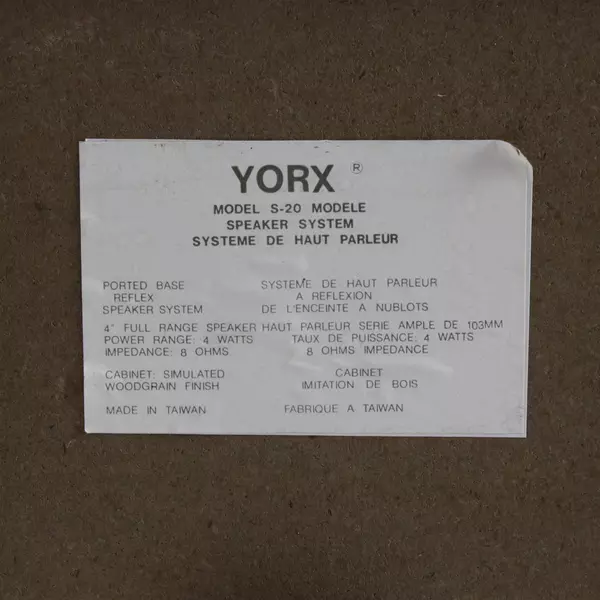 YORX ®
MODEL S-20 MODELE
SPEAKER SYSTEM
SYSTEME DE HAUT PARLEUR
PORTED BASE SYSTEME DE HAUT PARLEUR
REFLEX A REFLEXION
SPEAKER SYSTEM DE L'ENCEINTE A NUBLOTS
4" FULL RANGE SPEAKER HAUT PARLEUR SERIE AMPLE DE 103MM
POWER RANGE: 4 WATTS TAUX DE PUISSANCE: 4 WATTS
IMPEDANCE: 8 OHMS 8 OHMS IMPEDANCE
CABINET: SIMULATED CABINET
WOODGRAIN FINISH IMITATION DE BOIS
MADE IN TAIWAN FABRIQUE A TAIWAN